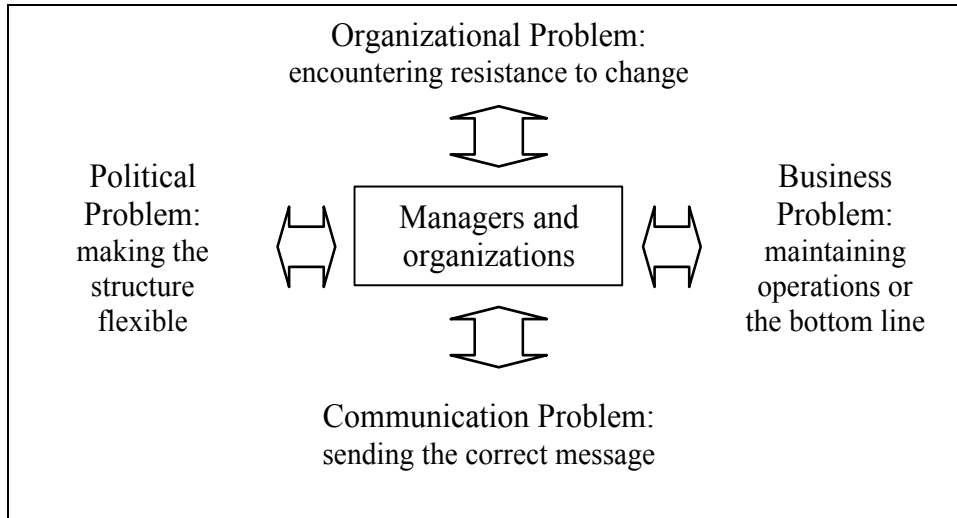 Organizational Problem:
encountering resistance to change
Political
Problem:
making the
structure
flexible
Managers and
organizations
Business
Problem:
maintaining
operations or
the bottom line
Communication Problem:
sending the correct message